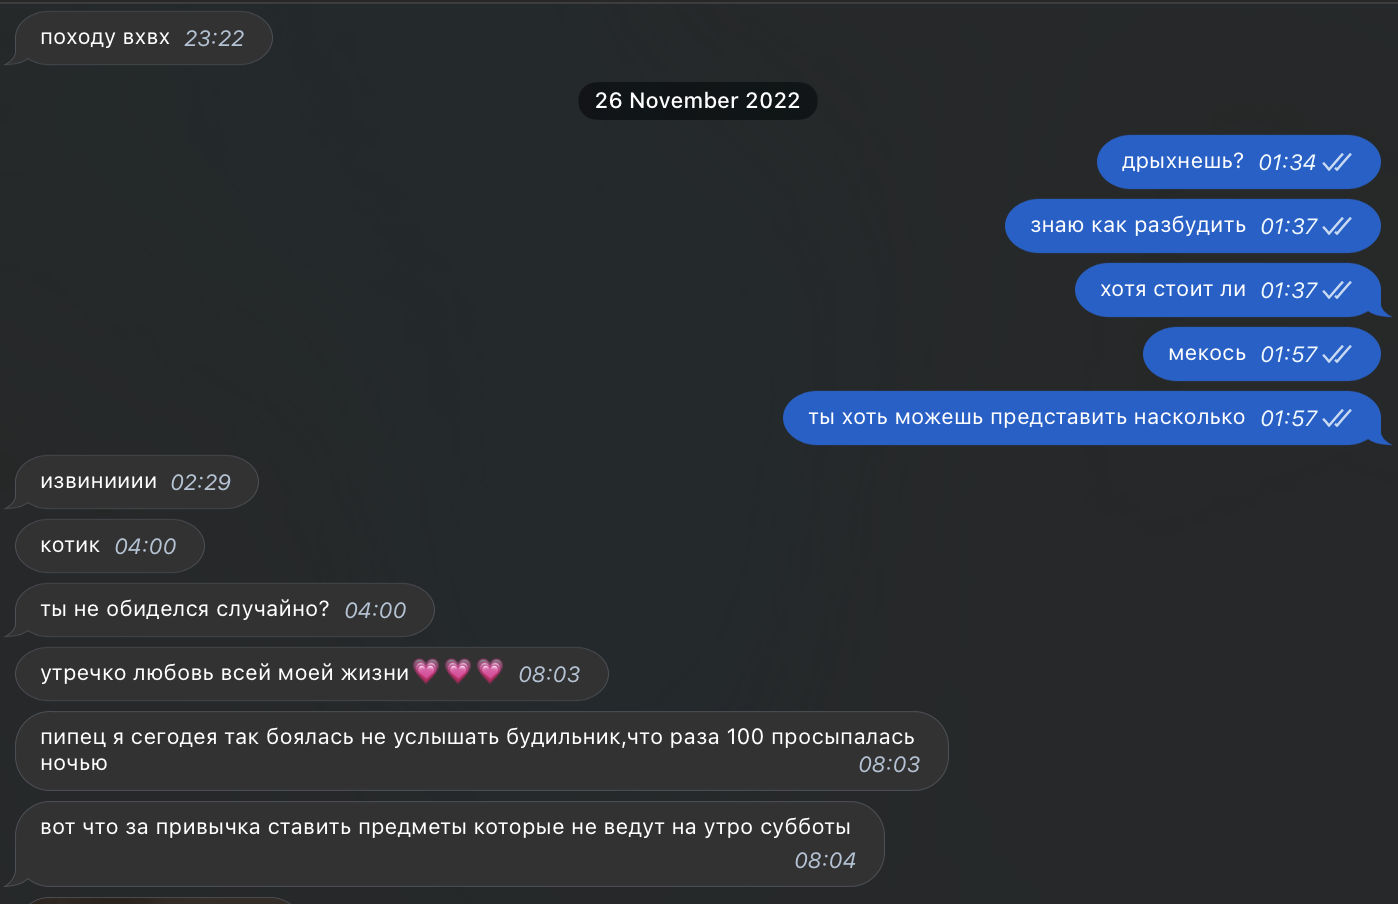 походу вхвх 23:22
26 November 2022
дрыхнешь? 01:34
знаю как разбудить 01:37
хотя стоит ли 01:37
мекось 01:57
ты хоть можешь представить насколько 01:57
извинииии 02:29
котик 04:00
ты не обиделся случайно? 04:00
утречко любовь всей моей жизни💗💗💗 08:03
пипец я сегодея так боялась не услышать будильник,что раза 100 просыпалась
ночью 08:03
вот что за привычка ставить предметы которые не ведут на утро субботы
08:04